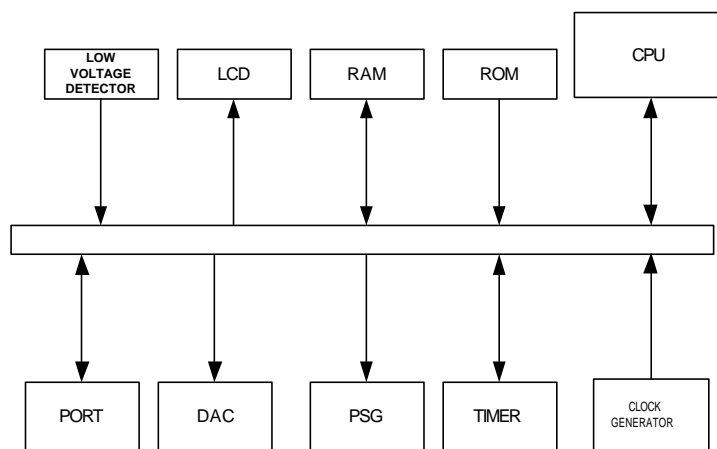 LOW
VOLTAGE
DETECTOR
LCD
RAM
ROM
CPU
PORT
DAC
PSG
TIMER
CLOCK
GENERATOR